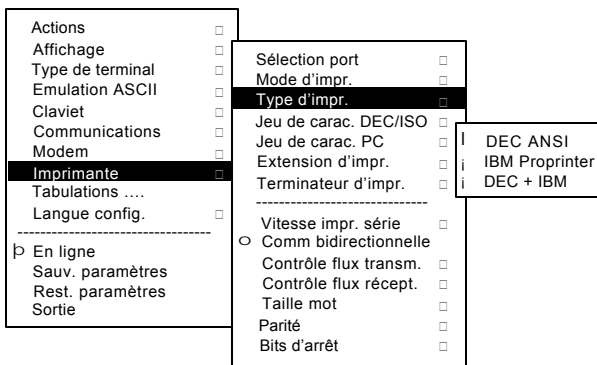 Actions
Affichage
Type de terminal
Emulation ASCII
Claviet
Communications
Modem
Imprimante
Tabulations ....
Langue config.
---------------------------------
þ En ligne
Sauv. paramètres
Rest. paramètres
Sortie
Sélection port
Mode d'impr.
Type d'impr.
Jeu de carac. DEC/ISO
Jeu de carac. PC
Extension d'impr.
Terminateur d'impr.
-----------------------------
Vitesse impr. série
o Comm bidirectionnelle
Contrôle flux transm.
Contrôle flux récept.
Taille mot
Parité
Bits d'arrêt
l DEC ANSI
i IBM Proprinter
i DEC + IBM